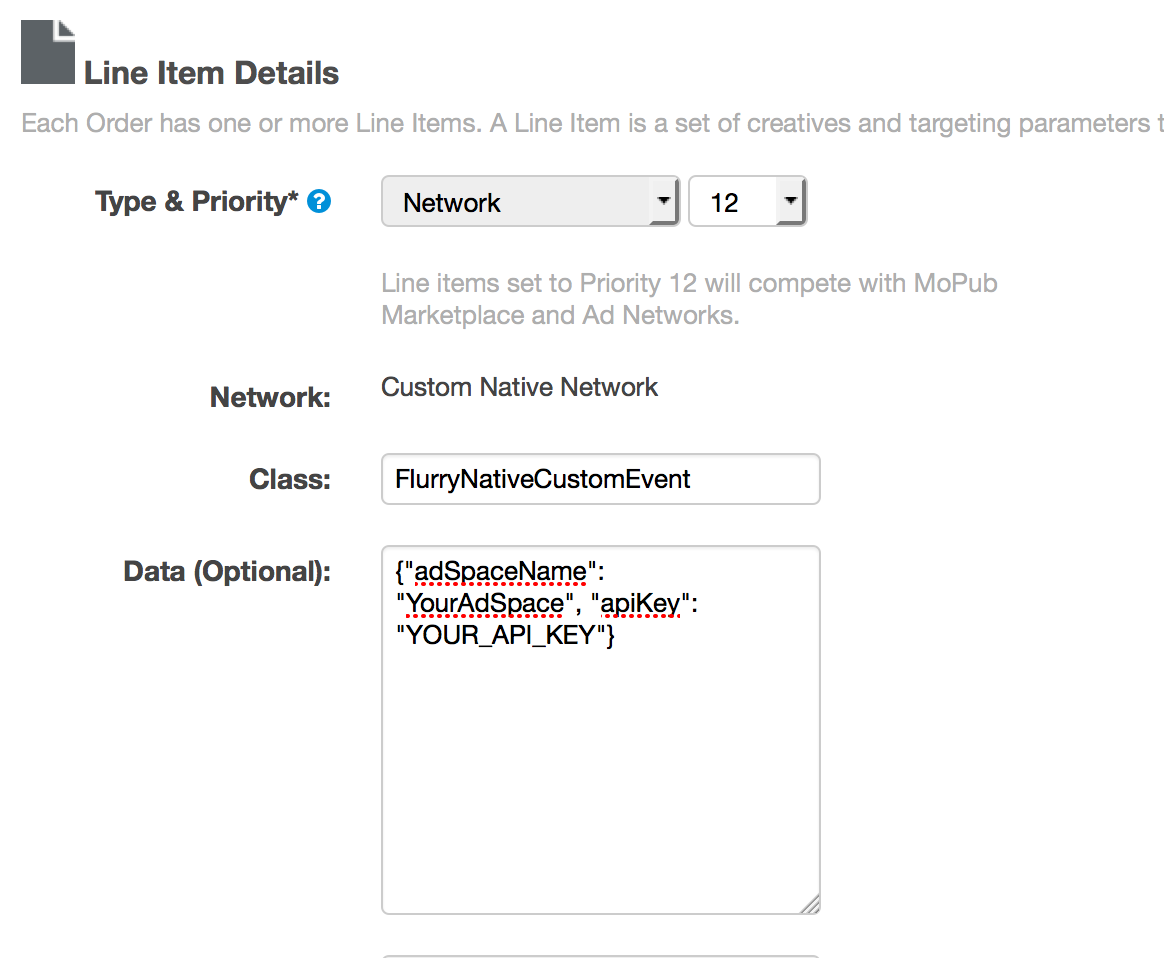 Line Item Details
Each Order has one or more Line Items. A Line Item is a set of creatives and targeting parameters t
Type & Priority* ? Network 12
Line items set to Priority 12 will compete with MoPub
Marketplace and Ad Networks.
Network: Custom Native Network
Class: FlurryNativeCustomEvent
Data (Optional): {"adSpaceName":
"YourAdSpace", "apiKey":
"YOUR_API_KEY"}